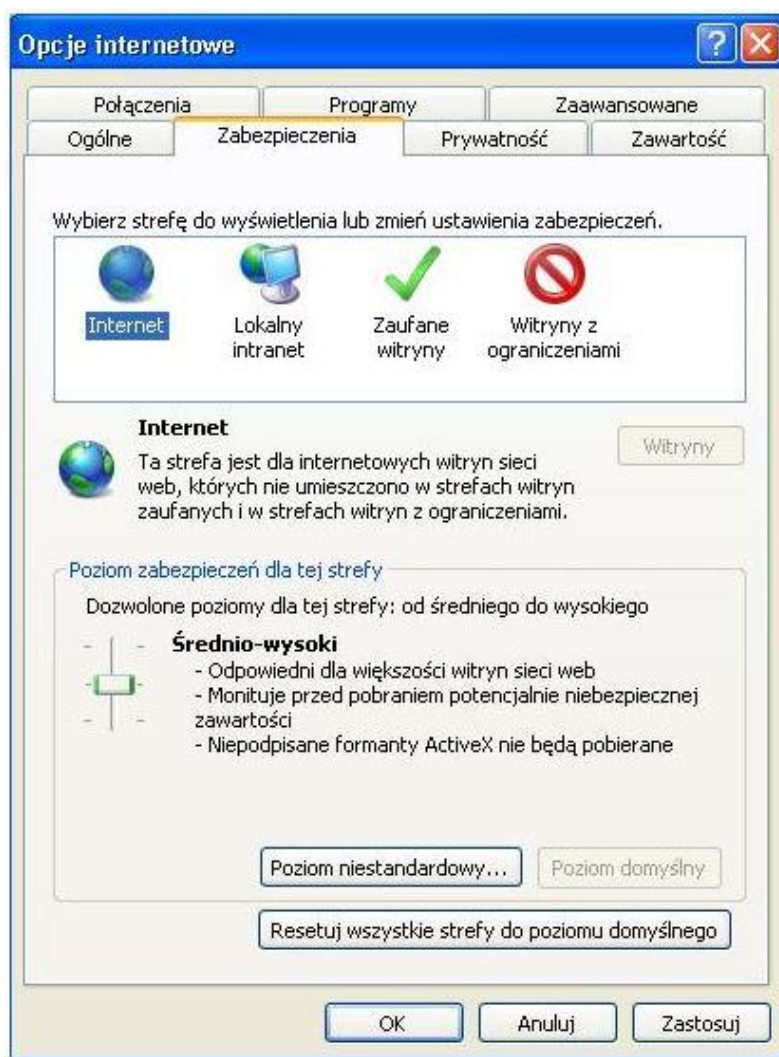 Opcje internetowe
Połączenia
Programy
Zaawansowane
Ogólne
Zabezpieczenia
Prywatność
Zawartość
Wybierz strefę do wyświetlenia lub zmień ustawienia zabezpieczeń.
Internet
Lokalny
intranet
Zaufane
witryny
Witryny z
ograniczeniami
Internet
Witryny
Ta strefa jest dla internetowych witryn sieci
web, których nie umieszczono w strefach witryn
zaufanych i w strefach witryn z ograniczeniami.
Poziom zabezpieczeń dla tej strefy
Dozwolone poziomy dla tej strefy: od średniego do wysokiego
Średnio-wysoki
- Odpowiedni dla większości witryn sieci web
- Monituje przed pobraniem potencjalnie niebezpiecznej
zawartości
- Niepodpisane formanty ActiveX nie będą pobierane
Poziom niestandardowy...
Poziom domyślny
Resetuj wszystkie strefy do poziomu domyślnego
OK
Anuluj
Zastosuj